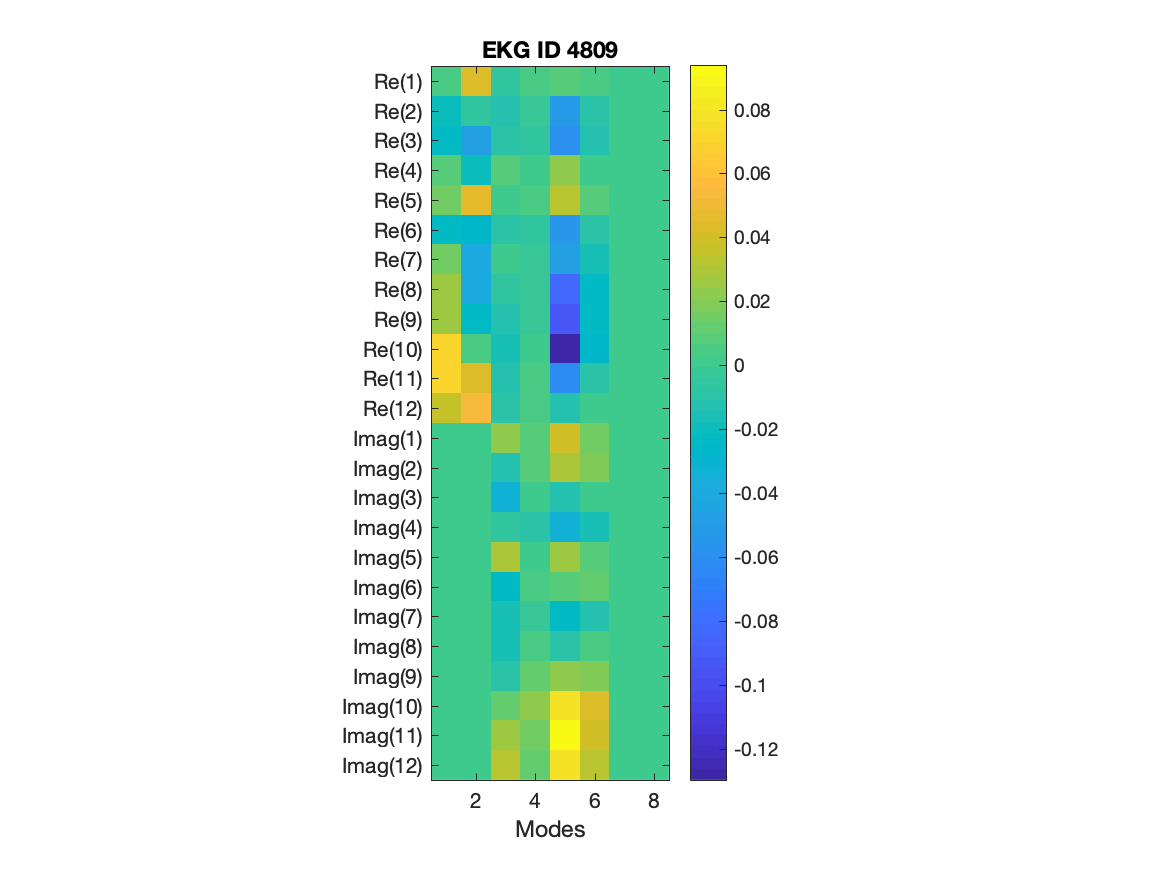 EKG ID 4809
Re(1)
Re(2)
Re(3)
Re(4)
Re(5)
Re(6)
Re(7)
Re(8)
Re(9)
Re(10)
Re(11)
Re(12)
Imag(1)
Imag(2)
Imag(3)
Imag(4)
Imag(5)
Imag(6)
Imag(7)
Imag(8)
Imag(9)
Imag(10)
Imag(11)
Imag(12)
2 4 6 8
Modes
0.08
0.06
0.04
0.02
0
-0.02
-0.04
-0.06
-0.08
-0.1
-0.12